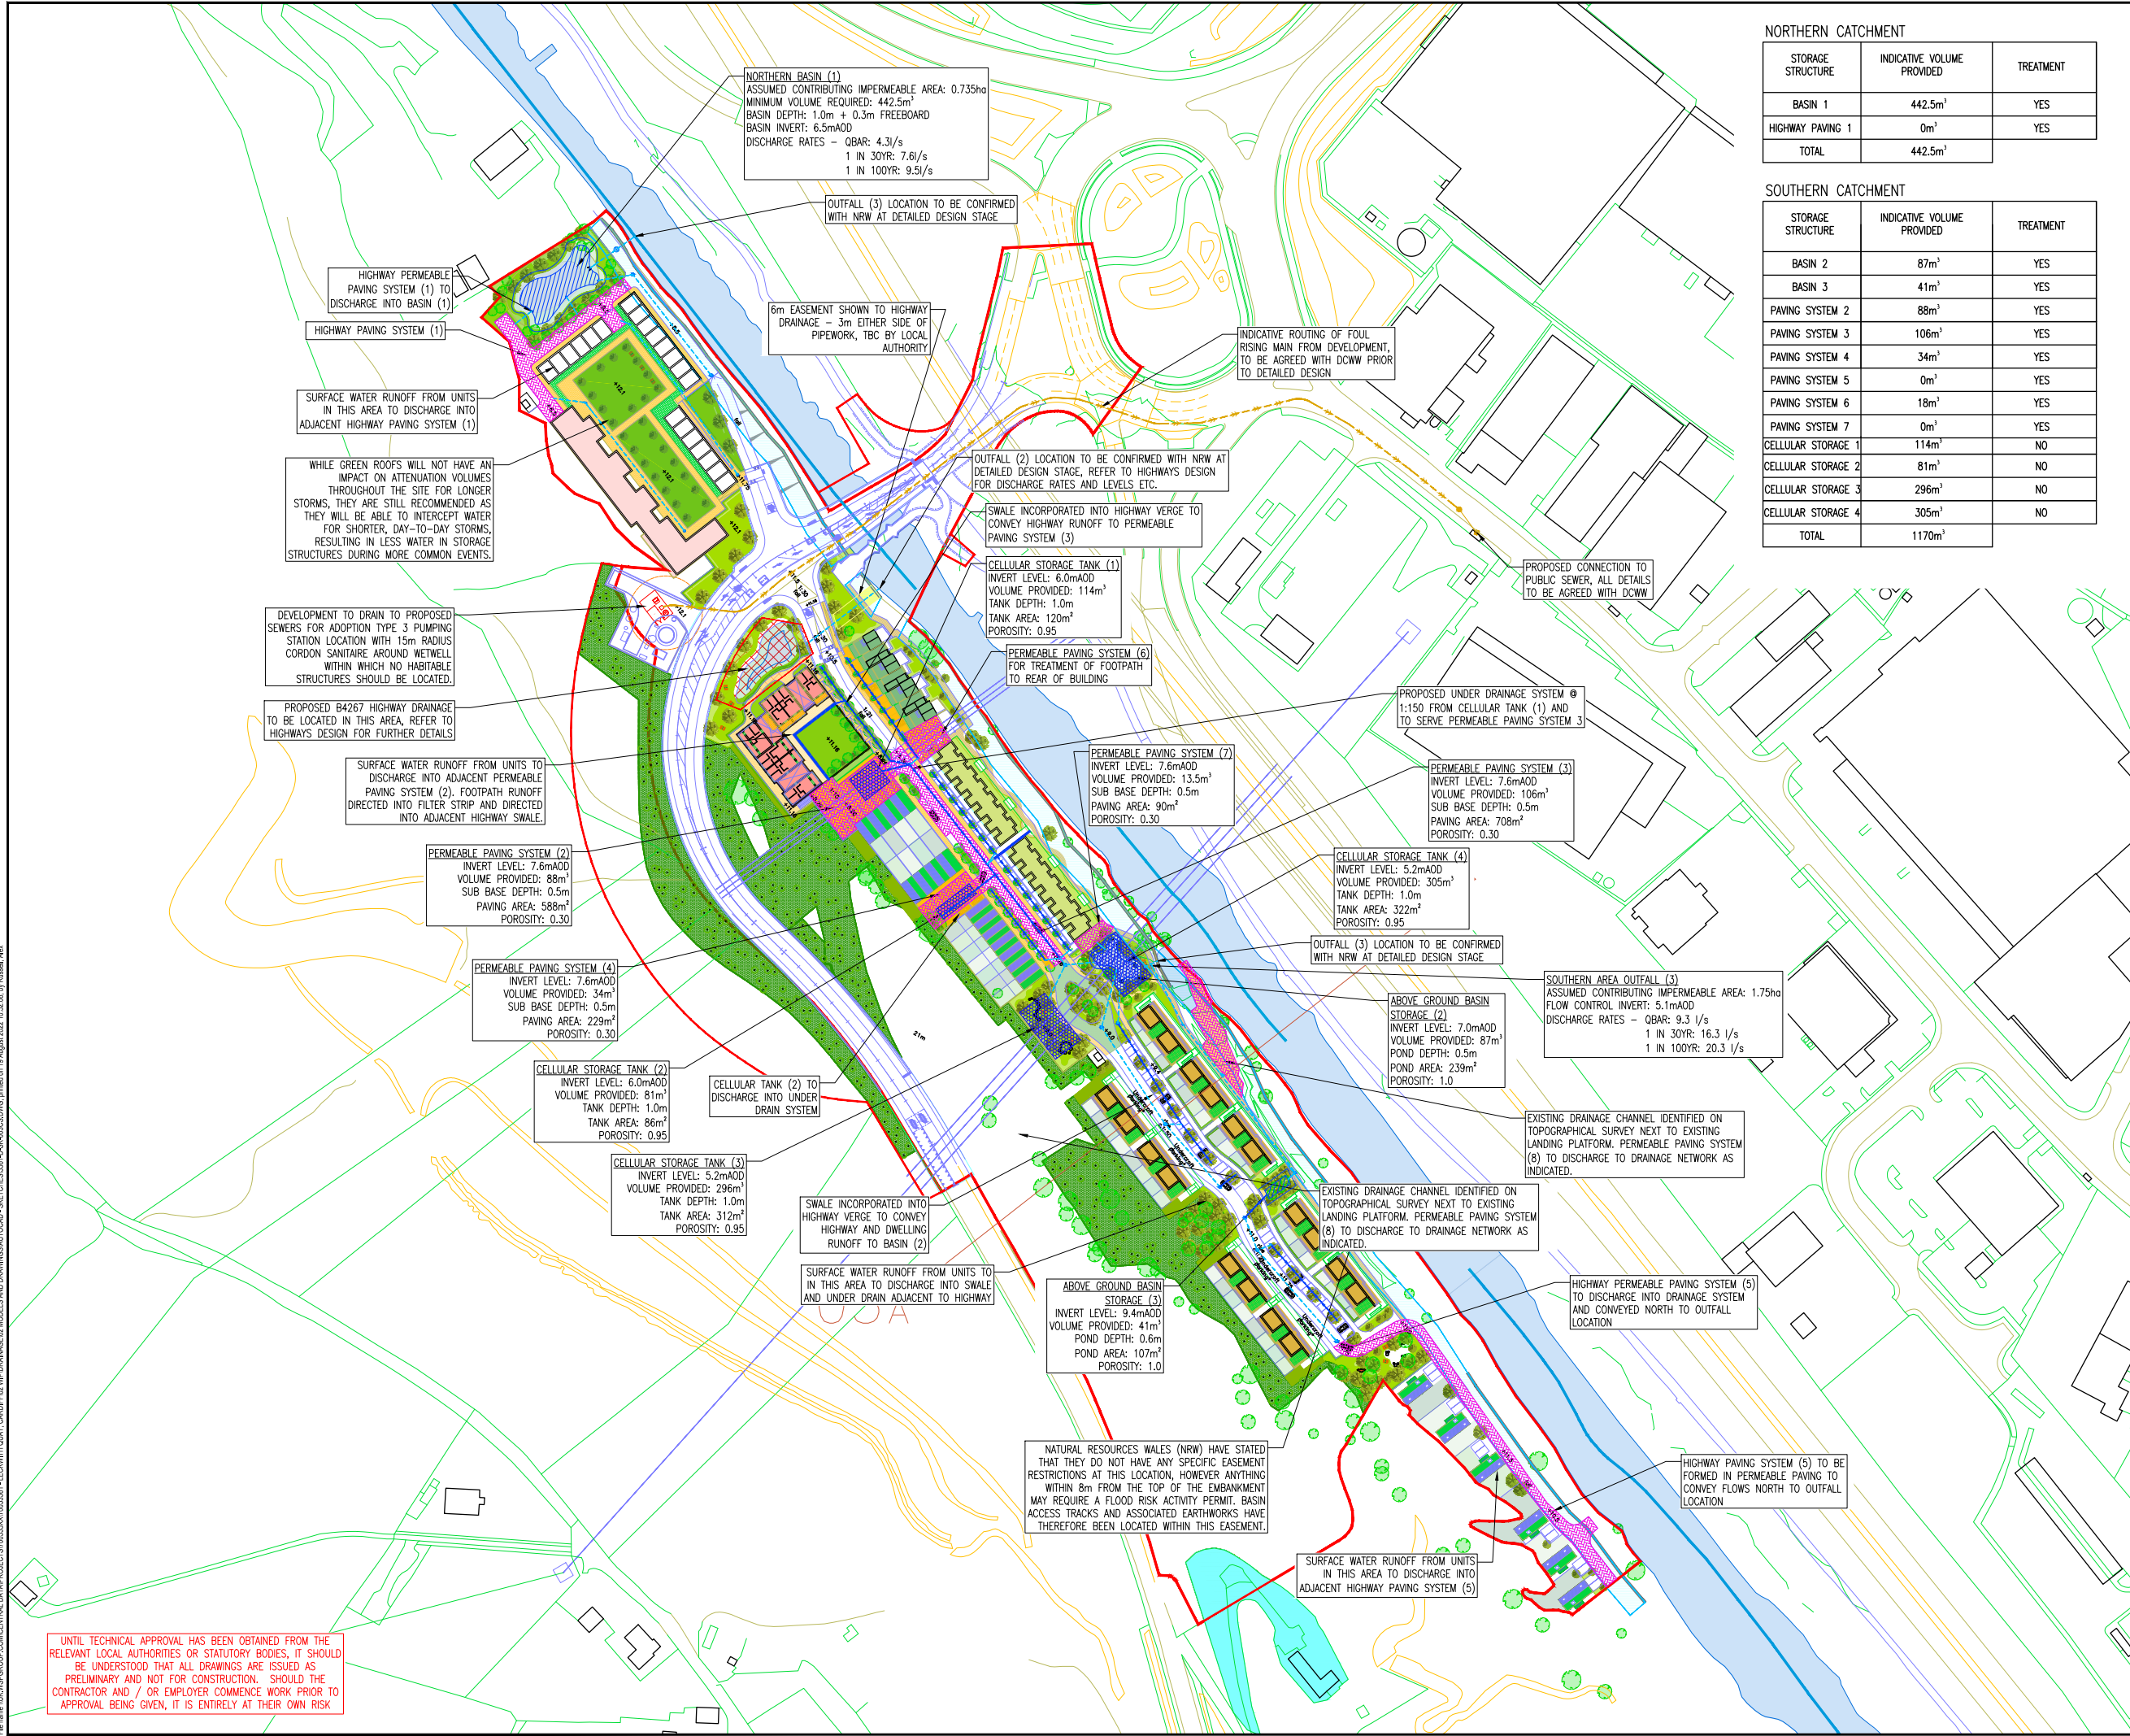 NORTHERN CATCHMENT
STORAGE STRUCTURE INDICATIVE VOLUME PROVIDED TREATMENT
BASIN 1 442.5m³ YES
HIGHWAY PAVING 1 0m³ YES
TOTAL 442.5m³
SOUTHERN CATCHMENT
STORAGE STRUCTURE INDICATIVE VOLUME PROVIDED TREATMENT
BASIN 2 87m³ YES
BASIN 3 41m³ YES
PAVING SYSTEM 2 88m³ YES
PAVING SYSTEM 3 106m³ YES
PAVING SYSTEM 4 34m³ YES
PAVING SYSTEM 5 0m³ YES
PAVING SYSTEM 6 18m³ YES
PAVING SYSTEM 7 0m³ YES
CELLULAR STORAGE 1 114m³ NO
CELLULAR STORAGE 2 81m³ NO
CELLULAR STORAGE 3 296m³ NO
CELLULAR STORAGE 4 305m³ NO
TOTAL 1170m³
NORTHERN BASIN (1)
ASSUMED CONTRIBUTING IMPERMEABLE AREA: 0.735ha
MINIMUM VOLUME REQUIRED: 442.5m³
BASIN DEPTH: 1.0m + 0.3m FREEBOARD
BASIN INVERT: 6.5mAOD
DISCHARGE RATES - QBAR: 4.3l/s
1 IN 30YR: 7.6l/s
1 IN 100YR: 9.5l/s
OUTFALL (3) LOCATION TO BE CONFIRMED
WITH NRW AT DETAILED DESIGN STAGE
HIGHWAY PERMEABLE
PAVING SYSTEM (1) TO
DISCHARGE INTO BASIN (1)
HIGHWAY PAVING SYSTEM (1)
6m EASEMENT SHOWN TO HIGHWAY
DRAINAGE - 3m EITHER SIDE OF
PIPEWORK, TBC BY LOCAL
AUTHORITY
INDICATIVE ROUTING OF FOUL
RISING MAIN FROM DEVELOPMENT,
TO BE AGREED WITH DCWW PRIOR
TO DETAILED DESIGN
SURFACE WATER RUNOFF FROM UNITS
IN THIS AREA TO DISCHARGE INTO
ADJACENT HIGHWAY PAVING SYSTEM (1)
WHILE GREEN ROOFS WILL NOT HAVE AN
IMPACT ON ATTENUATION VOLUMES
THROUGHOUT THE SITE FOR LONGER
STORMS, THEY ARE STILL RECOMMENDED AS
THEY WILL BE ABLE TO INTERCEPT WATER
FOR SHORTER, DAY-TO-DAY STORMS,
RESULTING IN LESS WATER IN STORAGE
STRUCTURES DURING MORE COMMON EVENTS.
OUTFALL (2) LOCATION TO BE CONFIRMED WITH NRW AT
DETAILED DESIGN STAGE, REFER TO HIGHWAYS DESIGN
FOR DISCHARGE RATES AND LEVELS ETC.
SWALE INCORPORATED INTO HIGHWAY VERGE TO
CONVEY HIGHWAY RUNOFF TO PERMEABLE
PAVING SYSTEM (3)
CELLULAR STORAGE TANK (1)
INVERT LEVEL: 6.0mAOD
VOLUME PROVIDED: 114m³
TANK DEPTH: 1.0m
TANK AREA: 120m²
POROSITY: 0.95
PROPOSED CONNECTION TO
PUBLIC SEWER, ALL DETAILS
TO BE AGREED WITH DCWW
DEVELOPMENT TO DRAIN TO PROPOSED
SEWERS FOR ADOPTION TYPE 3 PUMPING
STATION LOCATION WITH 15m RADIUS
CORDON SANITAIRE AROUND WETWELL
WITHIN WHICH NO HABITABLE
STRUCTURES SHOULD BE LOCATED.
PERMEABLE PAVING SYSTEM (6)
FOR TREATMENT OF FOOTPATH
TO REAR OF BUILDING
PROPOSED UNDER DRAINAGE SYSTEM @
1:150 FROM CELLULAR TANK (1) AND
TO SERVE PERMEABLE PAVING SYSTEM 3
PROPOSED B4267 HIGHWAY DRAINAGE
TO BE LOCATED IN THIS AREA, REFER TO
HIGHWAYS DESIGN FOR FURTHER DETAILS
PERMEABLE PAVING SYSTEM (7)
INVERT LEVEL: 7.6mAOD
VOLUME PROVIDED: 13.5m³
SUB BASE DEPTH: 0.5m
PAVING AREA: 90m²
POROSITY: 0.30
PERMEABLE PAVING SYSTEM (3)
INVERT LEVEL: 7.6mAOD
VOLUME PROVIDED: 106m³
SUB BASE DEPTH: 0.5m
PAVING AREA: 708m²
POROSITY: 0.30
SURFACE WATER RUNOFF FROM UNITS TO
DISCHARGE INTO ADJACENT PERMEABLE
PAVING SYSTEM (2). FOOTPATH RUNOFF
DIRECTED INTO FILTER STRIP AND DIRECTED
INTO ADJACENT HIGHWAY SWALE.
PERMEABLE PAVING SYSTEM (2)
INVERT LEVEL: 7.6mAOD
VOLUME PROVIDED: 88m³
SUB BASE DEPTH: 0.5m
PAVING AREA: 588m²
POROSITY: 0.30
CELLULAR STORAGE TANK (4)
INVERT LEVEL: 5.2mAOD
VOLUME PROVIDED: 305m³
TANK DEPTH: 1.0m
TANK AREA: 322m²
POROSITY: 0.95
OUTFALL (3) LOCATION TO BE CONFIRMED
WITH NRW AT DETAILED DESIGN STAGE
PERMEABLE PAVING SYSTEM (4)
INVERT LEVEL: 7.6mAOD
VOLUME PROVIDED: 34m³
SUB BASE DEPTH: 0.5m
PAVING AREA: 229m²
POROSITY: 0.30
SOUTHERN AREA OUTFALL (3)
ASSUMED CONTRIBUTING IMPERMEABLE AREA: 1.75ha
FLOW CONTROL INVERT: 5.1mAOD
DISCHARGE RATES - QBAR: 9.3 l/s
1 IN 30YR: 16.3 l/s
1 IN 100YR: 20.3 l/s
ABOVE GROUND BASIN
STORAGE (2)
INVERT LEVEL: 7.0mAOD
VOLUME PROVIDED: 87m³
POND DEPTH: 0.5m
POND AREA: 239m²
POROSITY: 1.0
21m
CELLULAR STORAGE TANK (2)
INVERT LEVEL: 6.0mAOD
VOLUME PROVIDED: 81m³
TANK DEPTH: 1.0m
TANK AREA: 86m²
POROSITY: 0.95
CELLULAR TANK (2) TO
DISCHARGE INTO UNDER
DRAIN SYSTEM
EXISTING DRAINAGE CHANNEL IDENTIFIED ON
TOPOGRAPHICAL SURVEY NEXT TO EXISTING
LANDING PLATFORM. PERMEABLE PAVING SYSTEM
(8) TO DISCHARGE TO DRAINAGE NETWORK AS
INDICATED.
CELLULAR STORAGE TANK (3)
INVERT LEVEL: 5.2mAOD
VOLUME PROVIDED: 296m³
TANK DEPTH: 1.0m
TANK AREA: 312m²
POROSITY: 0.95
SWALE INCORPORATED INTO
HIGHWAY VERGE TO CONVEY
HIGHWAY AND DWELLING
RUNOFF TO BASIN (2)
EXISTING DRAINAGE CHANNEL IDENTIFIED ON
TOPOGRAPHICAL SURVEY NEXT TO EXISTING
LANDING PLATFORM. PERMEABLE PAVING SYSTEM
(8) TO DISCHARGE TO DRAINAGE NETWORK AS
INDICATED.
SURFACE WATER RUNOFF FROM UNITS TO
IN THIS AREA TO DISCHARGE INTO SWALE
AND UNDER DRAIN ADJACENT TO HIGHWAY
ABOVE GROUND BASIN
STORAGE (3)
INVERT LEVEL: 9.4mAOD
VOLUME PROVIDED: 41m³
POND DEPTH: 0.6m
POND AREA: 107m²
POROSITY: 1.0
HIGHWAY PERMEABLE PAVING SYSTEM (5)
TO DISCHARGE INTO DRAINAGE SYSTEM
AND CONVEYED NORTH TO OUTFALL
LOCATION
NATURAL RESOURCES WALES (NRW) HAVE STATED
THAT THEY DO NOT HAVE ANY SPECIFIC EASEMENT
RESTRICTIONS AT THIS LOCATION, HOWEVER ANYTHING
WITHIN 8m FROM THE TOP OF THE EMBANKMENT
MAY REQUIRE A FLOOD RISK ACTIVITY PERMIT. BASIN
ACCESS TRACKS AND ASSOCIATED EARTHWORKS HAVE
THEREFORE BEEN LOCATED WITHIN THIS EASEMENT.
HIGHWAY PAVING SYSTEM (5) TO BE
FORMED IN PERMEABLE PAVING TO
CONVEY FLOWS NORTH TO OUTFALL
LOCATION
SURFACE WATER RUNOFF FROM UNITS
IN THIS AREA TO DISCHARGE INTO
ADJACENT HIGHWAY PAVING SYSTEM (5)
UNTIL TECHNICAL APPROVAL HAS BEEN OBTAINED FROM THE
RELEVANT LOCAL AUTHORITIES OR STATUTORY BODIES, IT SHOULD
BE UNDERSTOOD THAT ALL DRAWINGS ARE ISSUED AS
PRELIMINARY AND NOT FOR CONSTRUCTION. SHOULD THE
CONTRACTOR AND / OR EMPLOYER COMMENCE WORK PRIOR TO
APPROVAL BEING GIVEN, IT IS ENTIRELY AT THEIR OWN RISK